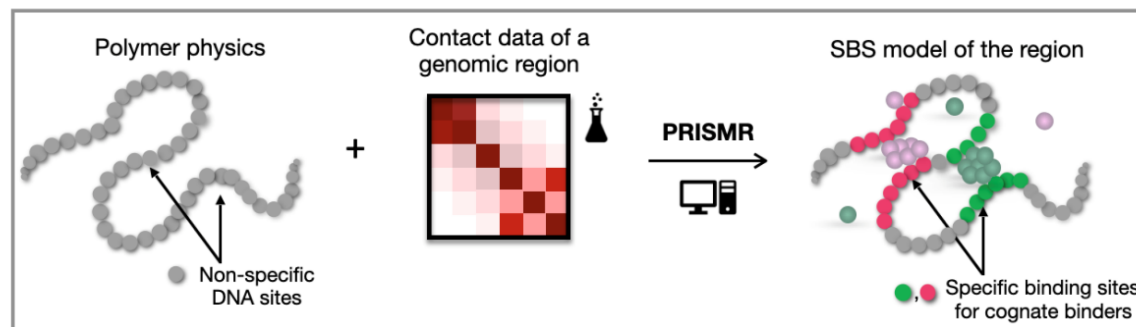 Polymer physics
Non-specific
DNA sites
+
Contact data of a
genomic region
PRISMR
SBS model of the region
, Specific binding sites
for cognate binders